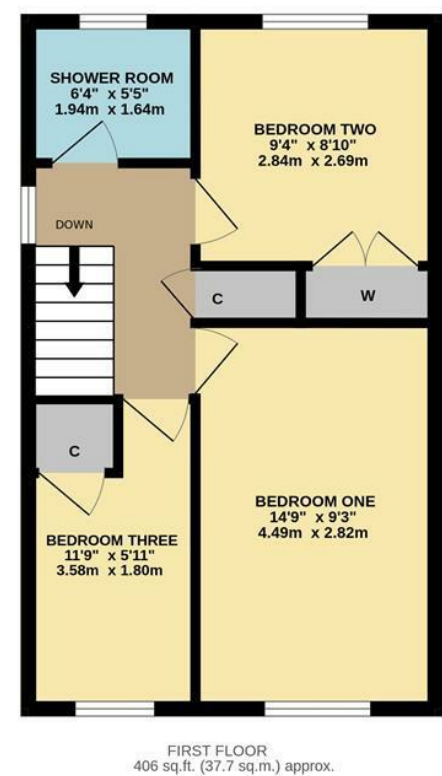 SHOWER ROOM
6'4" x 5'5"
1.94m x 1.64m
BEDROOM TWO
9'4" x 8'10"
2.84m x 2.69m
DOWN
C
W
C
BEDROOM ONE
14'9" x 9'3"
4.49m x 2.82m
BEDROOM THREE
11'9" x 5'11"
3.58m x 1.80m
FIRST FLOOR
406 sq.ft. (37.7 sq.m.) approx.